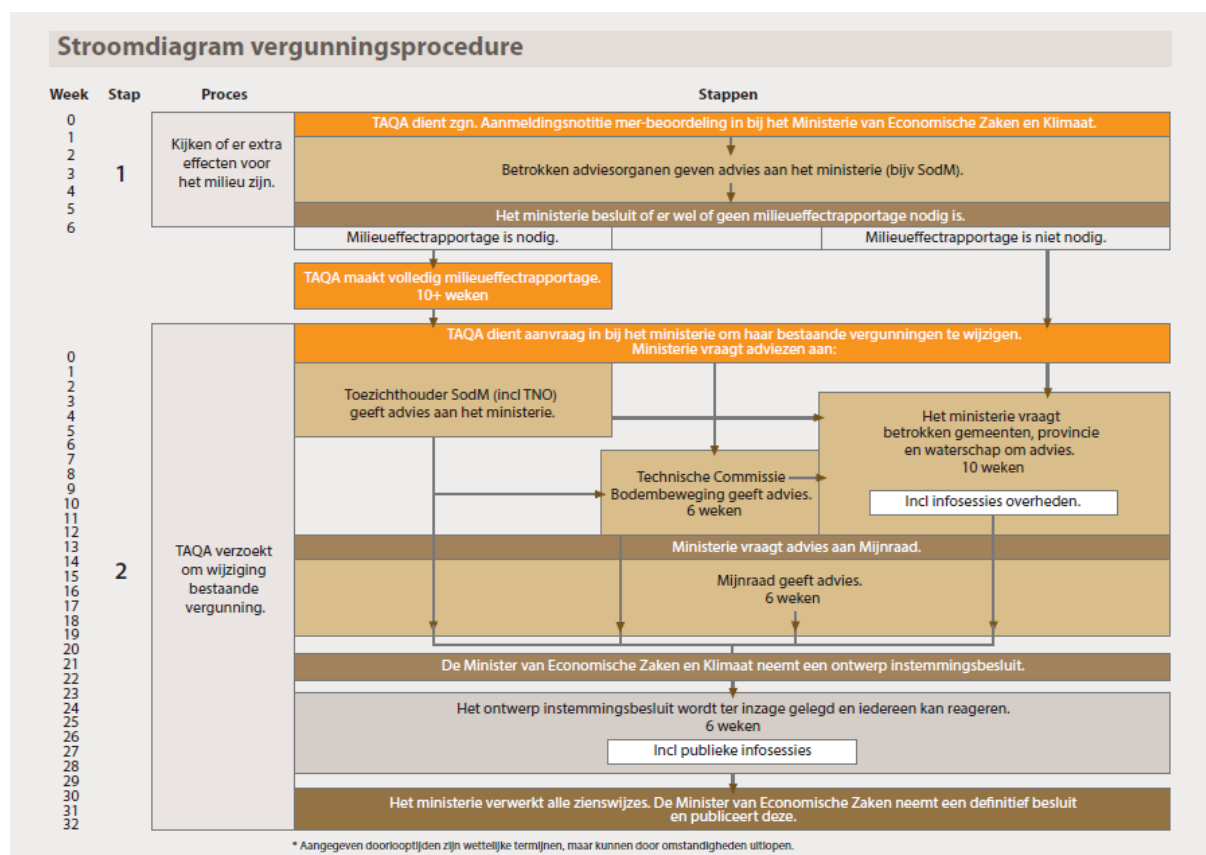 Stroomdiagram vergunningsprocedure
Week Stap Proces Stappen
0
1
2
3
4
5
6
1
Kijken of er extra
effecten voor
het milieu zijn.
TAQA dient zgn. Aanmeldingsnotitie mer-beoordeling in bij het Ministerie van Economische Zaken en Klimaat.
Betrokken adviesorganen geven advies aan het ministerie (bijv SodM).
Het ministerie besluit of er wel of geen milieueffectrapportage nodig is.
Milieueffectrapportage is nodig.
Milieueffectrapportage is niet nodig.
TAQA maakt volledig milieueffectrapportage.
10+ weken
0
1
2
3
4
5
6
7
8
9
10
11
12
13
14
15
16
17
18
19
20
21
22
23
24
25
26
27
28
29
30
31
32
2
TAQA verzoekt
om wijziging
bestaande
vergunning.
TAQA dient aanvraag in bij het ministerie om haar bestaande vergunningen te wijzigen.
Ministerie vraagt adviezen aan:
Toezichthouder SodM (incl TNO)
geeft advies aan het ministerie.
Technische Commissie
Bodembeweging geeft advies.
6 weken
Het ministerie vraagt
betrokken gemeenten, provincie
en waterschap om advies.
10 weken
Incl infosessies overheden.
Ministerie vraagt advies aan Mijnraad.
Mijnraad geeft advies.
6 weken
De Minister van Economische Zaken en Klimaat neemt een ontwerp instemmingsbesluit.
Het ontwerp instemmingsbesluit wordt ter inzage gelegd en iedereen kan reageren.
6 weken
Incl publieke infosessies
Het ministerie verwerkt alle zienswijzes. De Minister van Economische Zaken neemt een definitief besluit
en publiceert deze.
* Aangegeven doorlooptijden zijn wettelijke termijnen, maar kunnen door omstandigheden uitlopen.